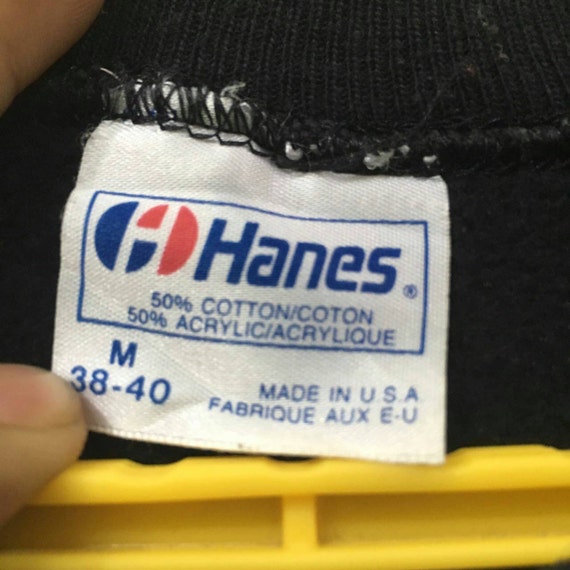 Hanes®
50% COTTON/COTON
50% ACRYLIC/ACRYLIQUE
M
38-40
MADE IN U.S.A
FABRIQUE AUX E-U